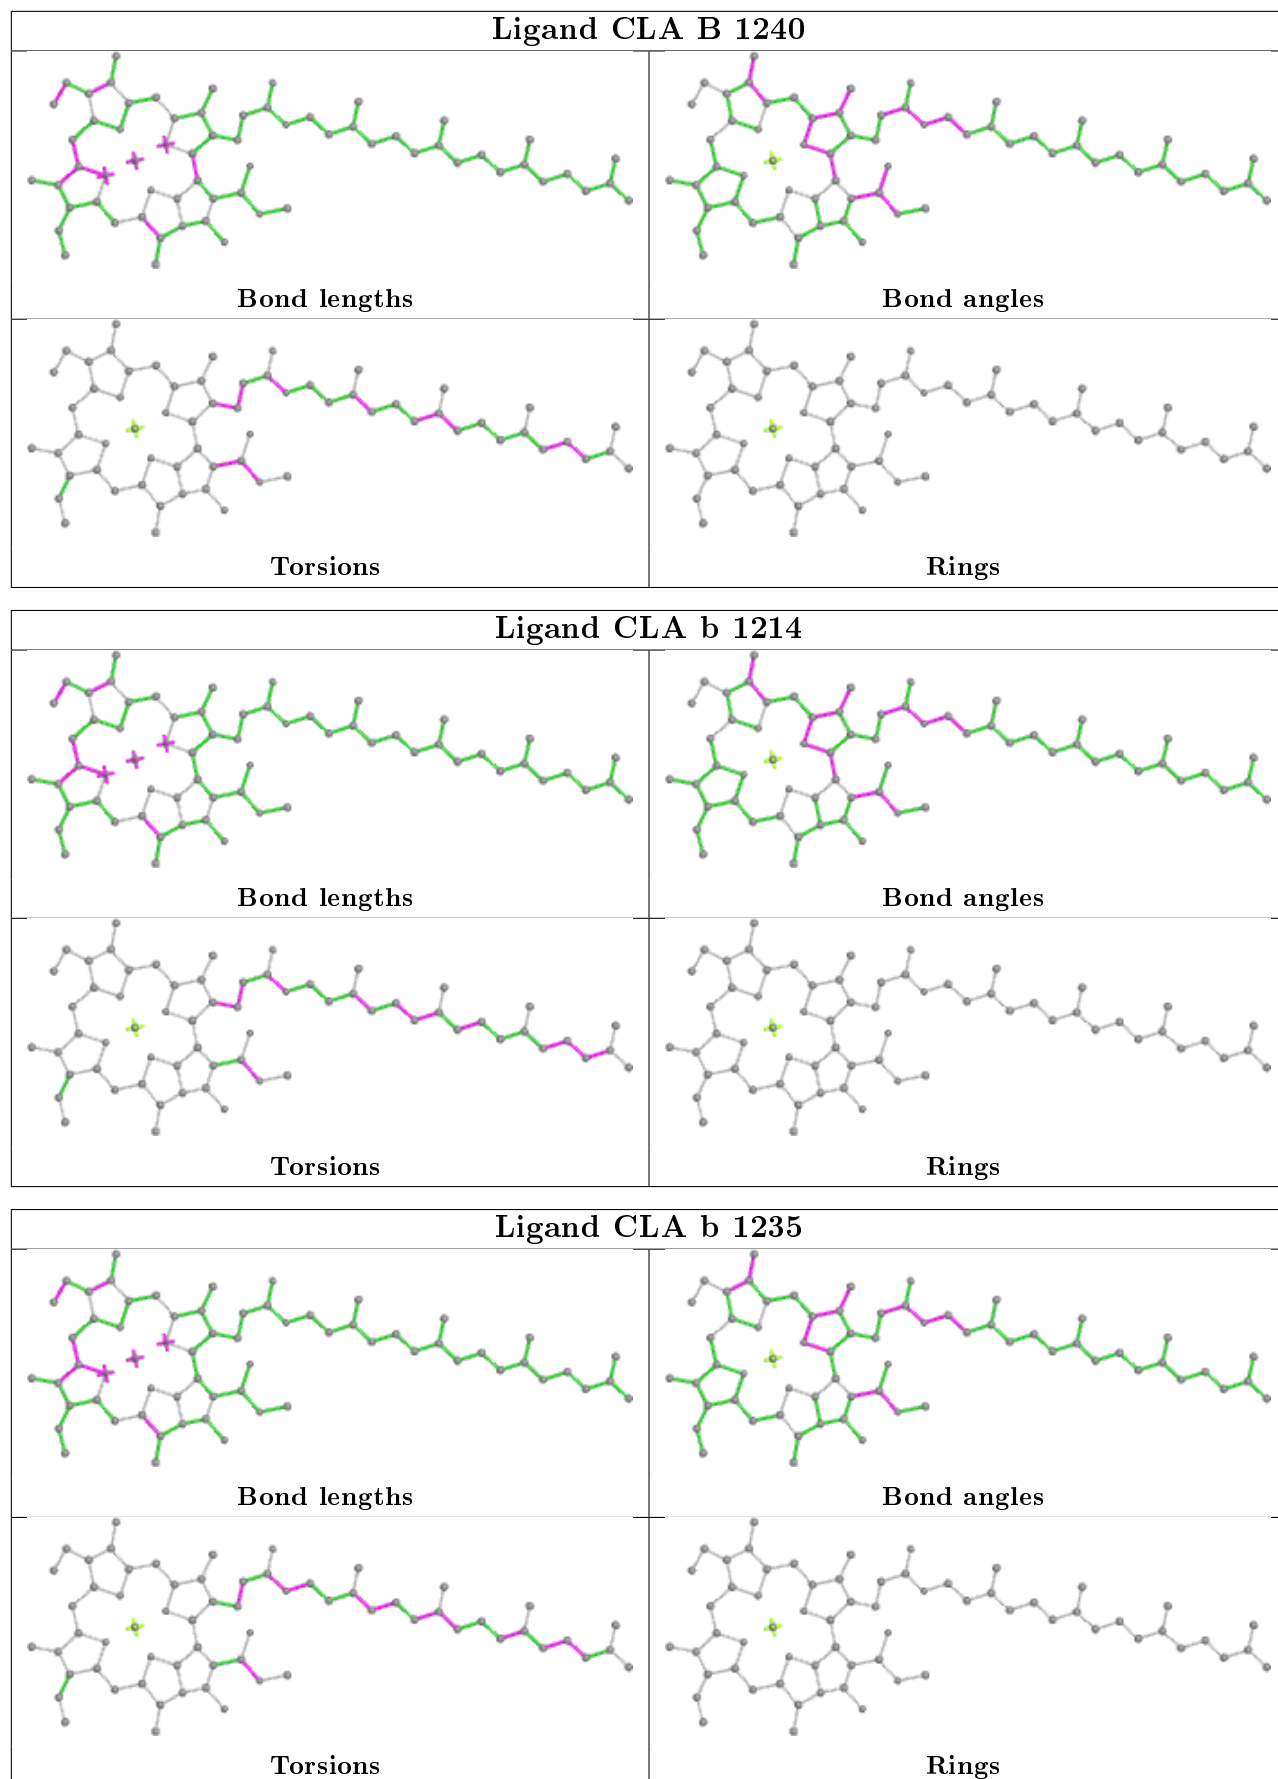 Ligand CLA B 1240
Bond lengths
Bond angles
Torsions
Rings
Ligand CLA b 1214
Bond lengths
Bond angles
Torsions
Rings
Ligand CLA b 1235
Bond lengths
Bond angles
Torsions
Rings